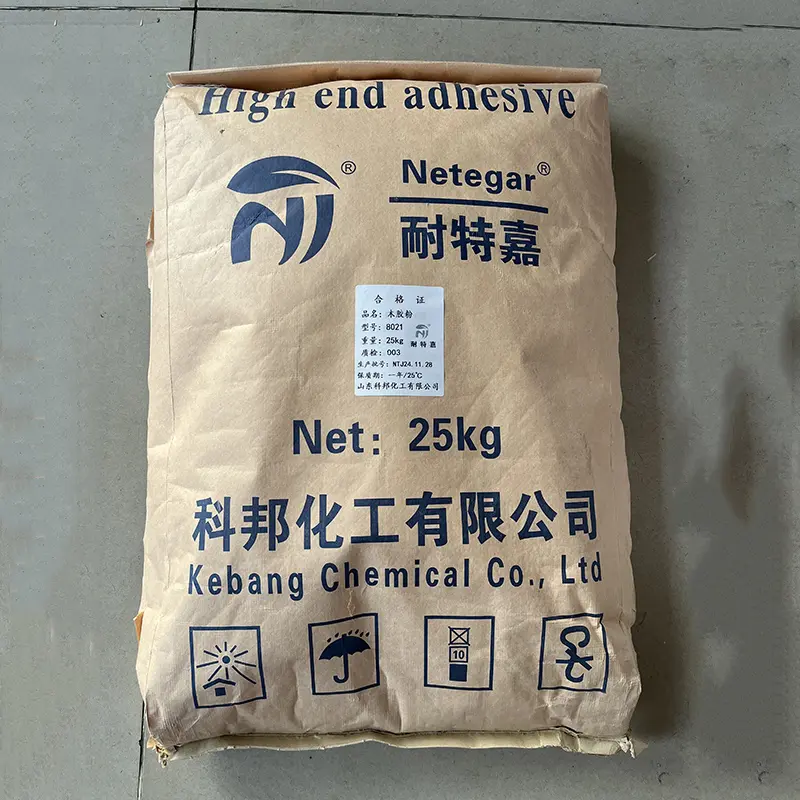 High end adhesive
NJ®
Netegar®
耐特嘉
合格证
品名：木胶粉
型号：8021
重量：25kg
耐特嘉
质检：003
生产批号：NTJ24.11.28
保质期：一年/25℃
山东科邦化工有限公司
Net: 25kg
科邦化工有限公司
Kebang Chemical Co., Ltd
10